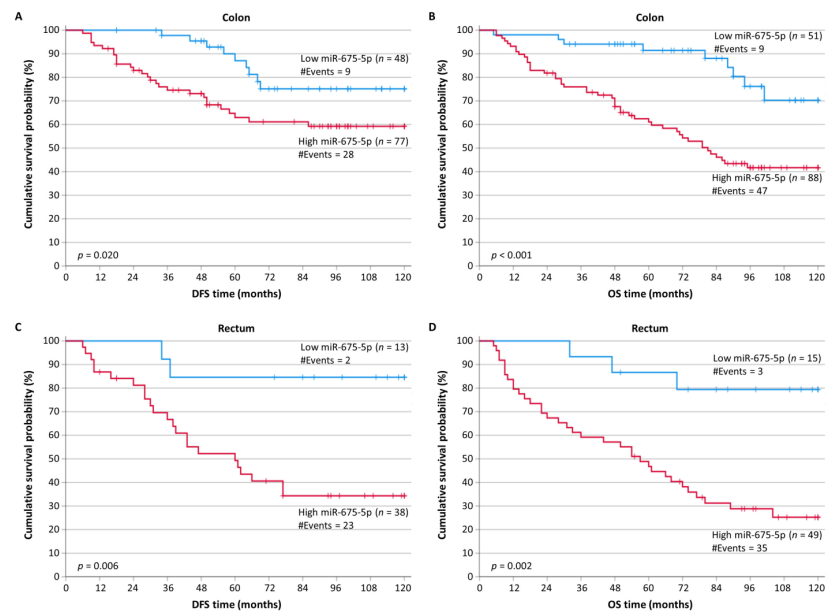 A
Colon
Cumulative survival probability (%)
100
90
80
70
60
50
40
30
20
10
0
Low miR-675-5p (n = 48)
#Events = 9
High miR-675-5p (n = 77)
#Events = 28
p = 0.020
0 12 24 36 48 60 72 84 96 108 120
DFS time (months)
B
Colon
Cumulative survival probability (%)
100
90
80
70
60
50
40
30
20
10
0
Low miR-675-5p (n = 51)
#Events = 9
High miR-675-5p (n = 88)
#Events = 47
p < 0.001
0 12 24 36 48 60 72 84 96 108 120
OS time (months)
C
Rectum
Cumulative survival probability (%)
100
90
80
70
60
50
40
30
20
10
0
Low miR-675-5p (n = 13)
#Events = 2
High miR-675-5p (n = 38)
#Events = 23
p = 0.006
0 12 24 36 48 60 72 84 96 108 120
DFS time (months)
D
Rectum
Cumulative survival probability (%)
100
90
80
70
60
50
40
30
20
10
0
Low miR-675-5p (n = 15)
#Events = 3
High miR-675-5p (n = 49)
#Events = 35
p = 0.002
0 12 24 36 48 60 72 84 96 108 120
OS time (months)